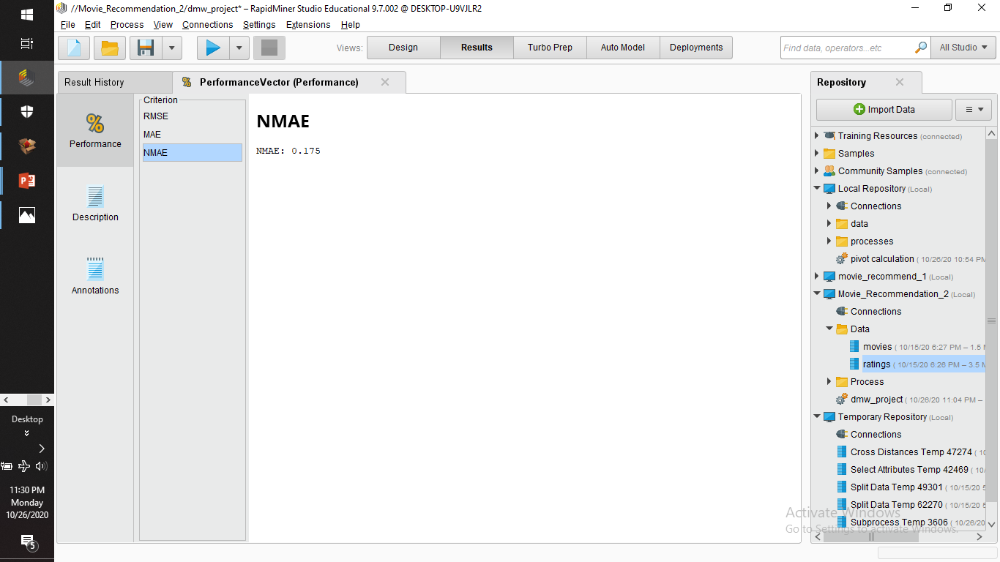 //Movie_Recommendation_2/dmw_project* – RapidMiner Studio Educational 9.7.002 @ DESKTOP-U9VJLR2
File Edit Process View Connections Settings Extensions Help
Views: Design Results Turbo Prep Auto Model Deployments Find data, operators...etc All Studio
Result History PerformanceVector (Performance)
Performance
Description
Annotations
Criterion
RMSE
MAE
NMAE
NMAE
NMAE: 0.175
Repository
Import Data
Training Resources (connected)
Samples
Community Samples (connected)
Local Repository (Local)
Connections
data
processes
pivot calculation ( 10/26/20 10:54 PM
movie_recommend_1 (Local)
Movie_Recommendation_2 (Local)
Connections
Data
movies ( 10/15/20 6:27 PM – 1.5
ratings ( 10/15/20 6:26 PM – 3.5
Process
dmw_project ( 10/26/20 11:04 PM –
Temporary Repository (Local)
Connections
Cross Distances Temp 47274 ( 10
Select Attributes Temp 42469 ( 10/
Split Data Temp 49301 ( 10/15/20
Split Data Temp 62270 ( 10/15/20
Subprocess Temp 3606 ( 10/26/20
Activate Windows
Go to Settings to activate Windows.
Desktop
11:30 PM
Monday
10/26/2020
5